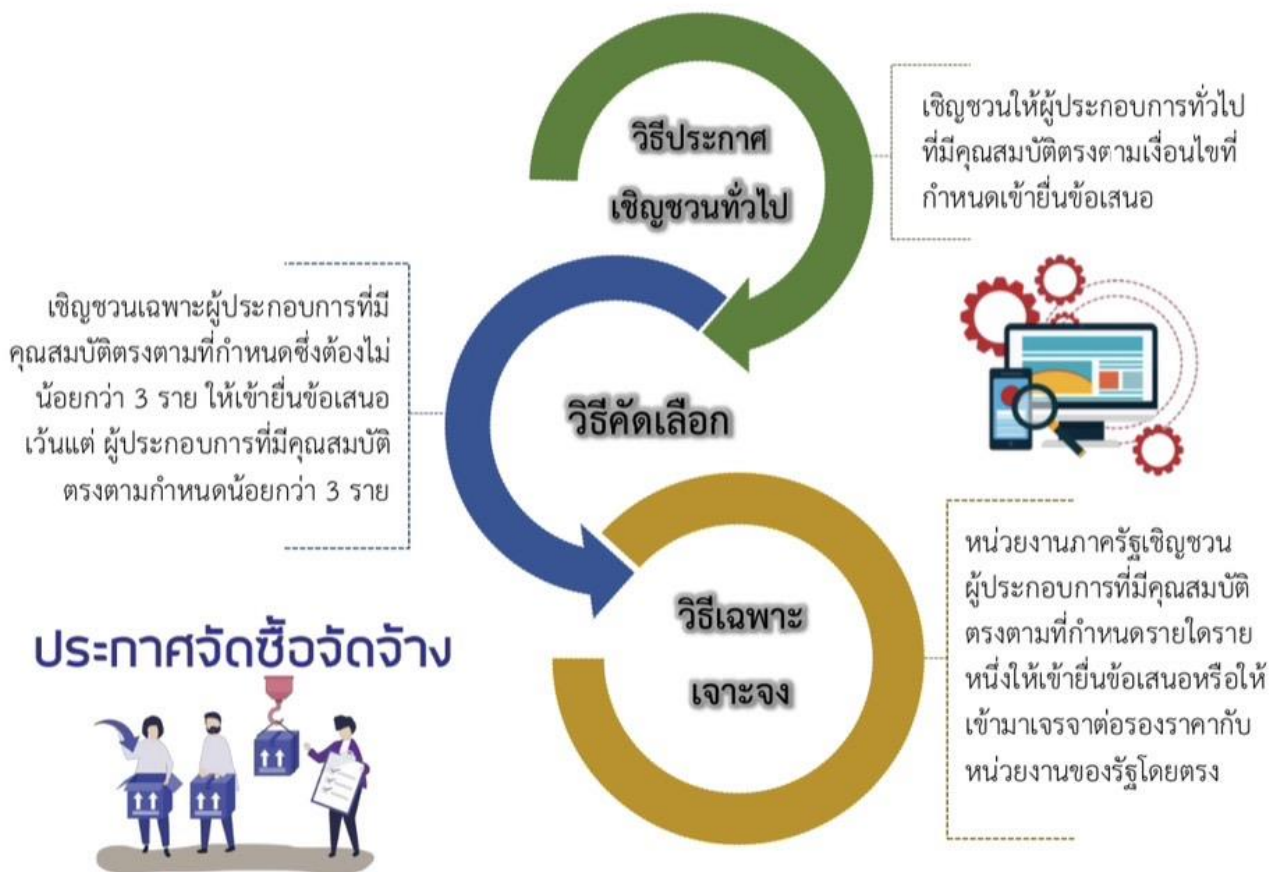 วิธีประกาศ
เชิญชวนทั่วไป
เชิญชวนให้ผู้ประกอบการทั่วไป
ที่มีคุณสมบัติตรงตามเงื่อนไขที่
กำหนดเข้ายื่นข้อเสนอ
เชิญชวนเฉพาะผู้ประกอบการที่มี
คุณสมบัติตรงตามที่กำหนดซึ่งต้องไม่
น้อยกว่า 3 ราย ให้เข้ายื่นข้อเสนอ
เว้นแต่ ผู้ประกอบการที่มีคุณสมบัติ
ตรงตามกำหนดน้อยกว่า 3 ราย
วิธีคัดเลือก
วิธีเฉพาะ
เจาะจง
หน่วยงานภาครัฐเชิญชวน
ผู้ประกอบการที่มีคุณสมบัติ
ตรงตามที่กำหนดรายใดราย
หนึ่งให้เข้ายื่นข้อเสนอหรือให้
เข้ามาเจรจาต่อรองราคากับ
หน่วยงานของรัฐโดยตรง
ประกาศจัดซื้อจัดจ้าง